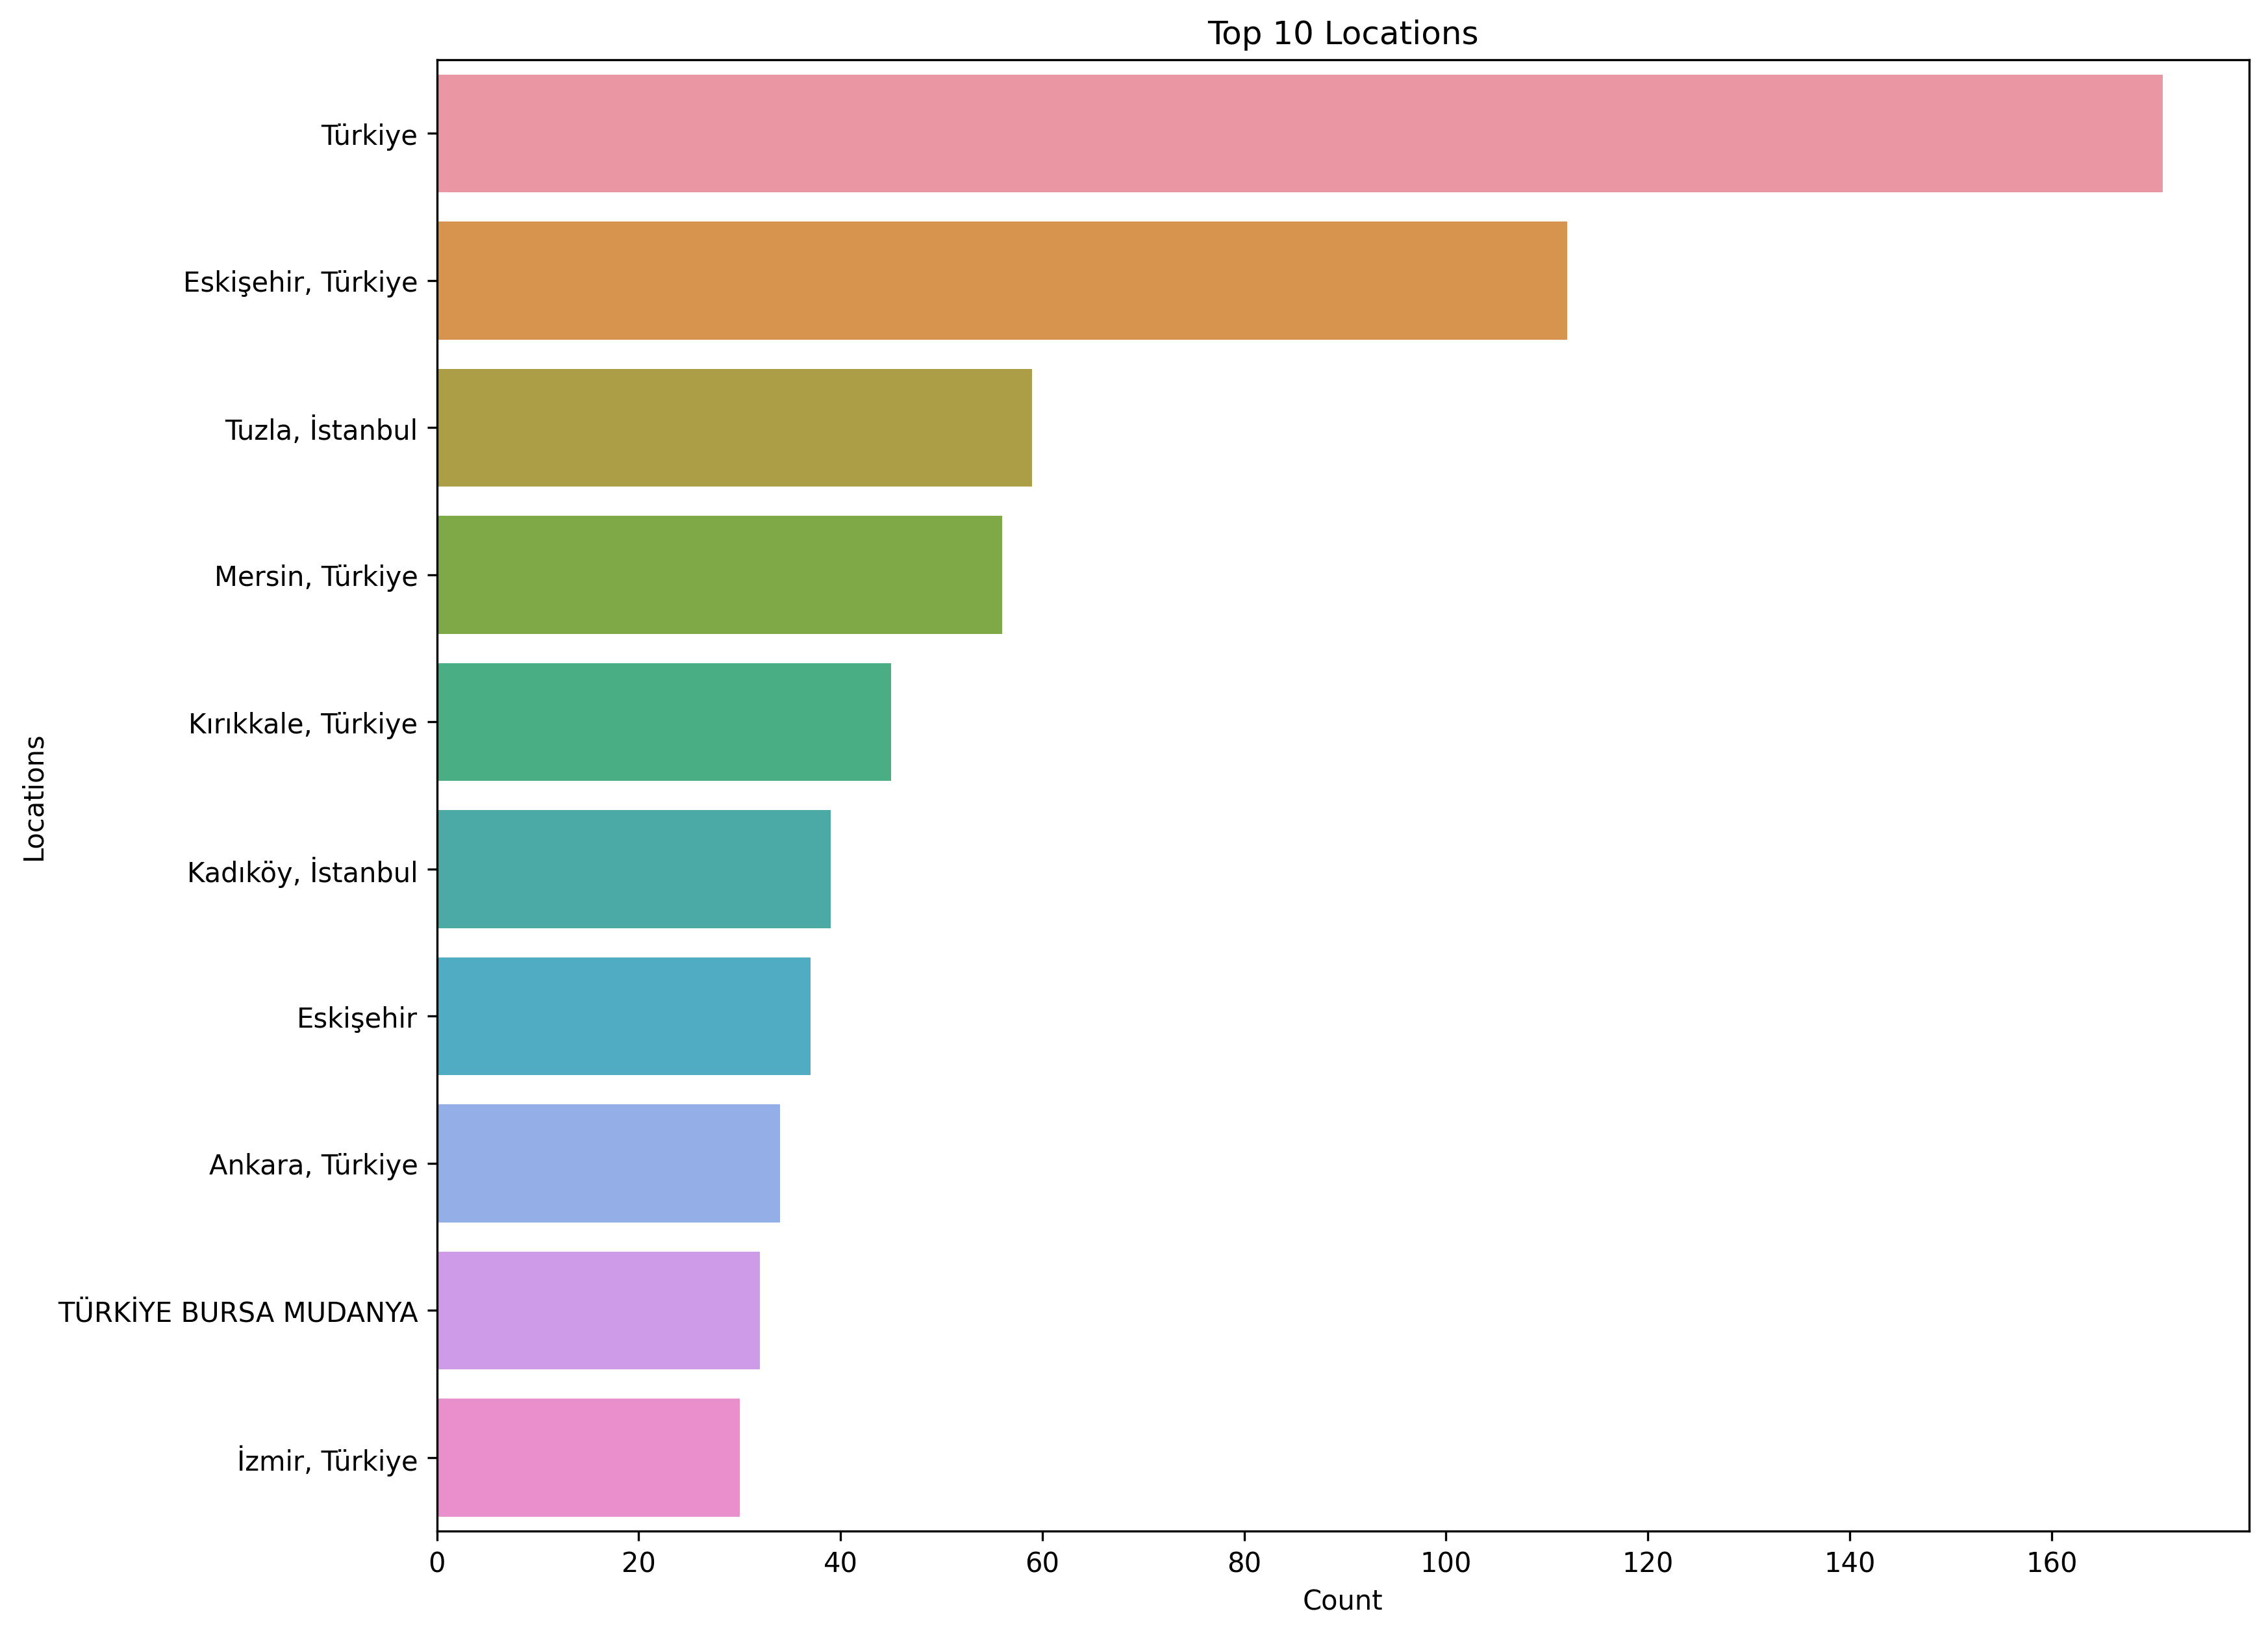 Top 10 Locations
Türkiye
Eskişehir, Türkiye
Tuzla, İstanbul
Mersin, Türkiye
Kırıkkale, Türkiye
Kadıköy, İstanbul
Eskişehir
Ankara, Türkiye
TÜRKİYE BURSA MUDANYA
İzmir, Türkiye
Locations
0 20 40 60 80 100 120 140 160
Count